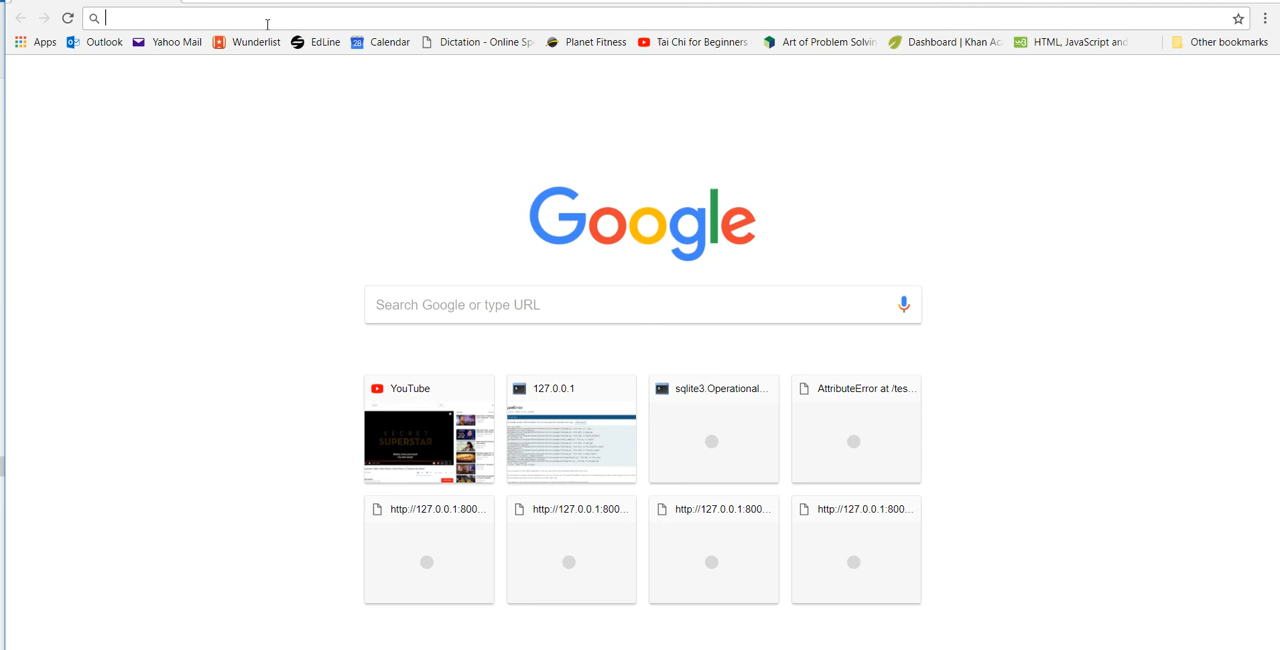 Apps Outlook Yahoo Mail Wunderlist EdLine 28 Calendar Dictation - Online Sp Planet Fitness Tai Chi for Beginners Art of Problem Solvin Dashboard | Khan Ac w3 HTML, JavaScript and Other bookmarks
Google
Search Google or type URL
YouTube 127.0.0.1 sqlite3.Operational... AttributeError at /tes...
SECRET
SUPERSTAR
http://127.0.0.1:800... http://127.0.0.1:800... http://127.0.0.1:800... http://127.0.0.1:800...